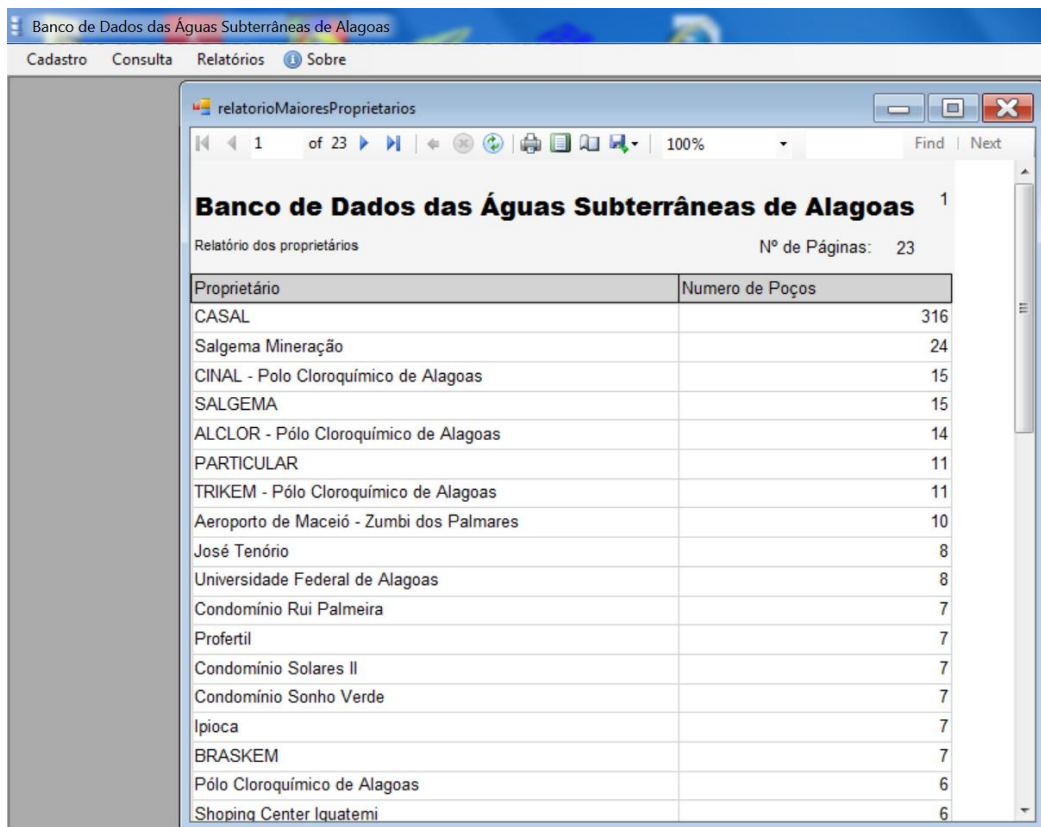 Banco de Dados das Águas Subterrâneas de Alagoas
Cadastro Consulta Relatórios Sobre
relatorioMaioresProprietarios
1 of 23 100% Find | Next
Banco de Dados das Águas Subterrâneas de Alagoas 1
Relatório dos proprietários Nº de Páginas: 23
Proprietário Numero de Poços
CASAL 316
Salgema Mineração 24
CINAL - Polo Cloroquímico de Alagoas 15
SALGEMA 15
ALCLOR - Pólo Cloroquímico de Alagoas 14
PARTICULAR 11
TRIKEM - Pólo Cloroquímico de Alagoas 11
Aeroporto de Maceió - Zumbi dos Palmares 10
José Tenório 8
Universidade Federal de Alagoas 8
Condomínio Rui Palmeira 7
Profertil 7
Condomínio Solares II 7
Condomínio Sonho Verde 7
Ipioca 7
BRASKEM 7
Pólo Cloroquímico de Alagoas 6
Shoping Center Iguatemi 6